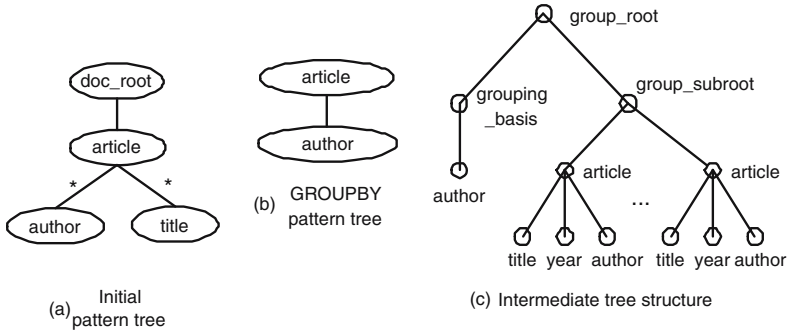 doc_root
article
*
*
author
title
(a) Initial
pattern tree
article
author
(b) GROUPBY
pattern tree
group_root
grouping
_basis
group_subroot
author
article
article
...
title year author title year author
(c) Intermediate tree structure